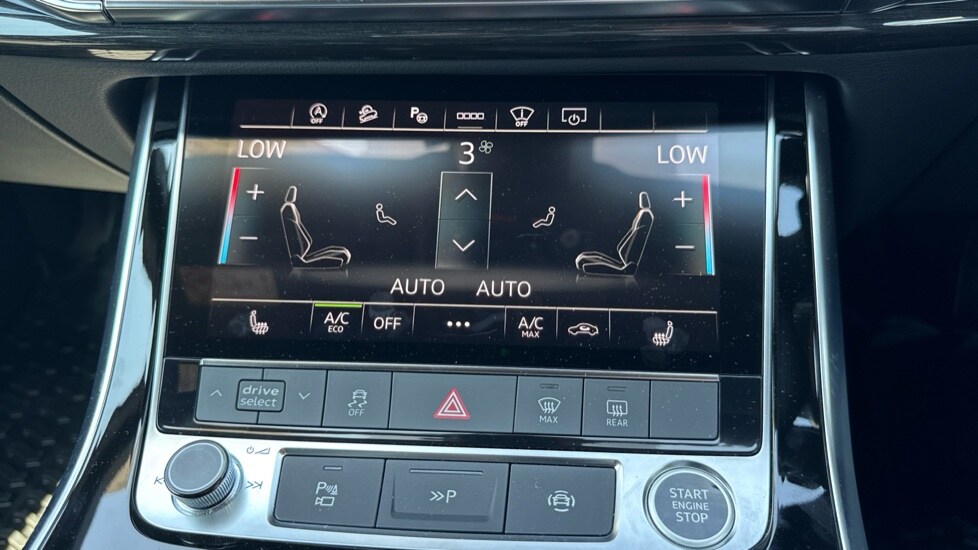 A OFF P @ OFF
LOW 3 LOW
+ +
- -
AUTO AUTO
A/C ECO OFF ••• A/C MAX
drive select OFF MAX REAR
P >>P START ENGINE STOP